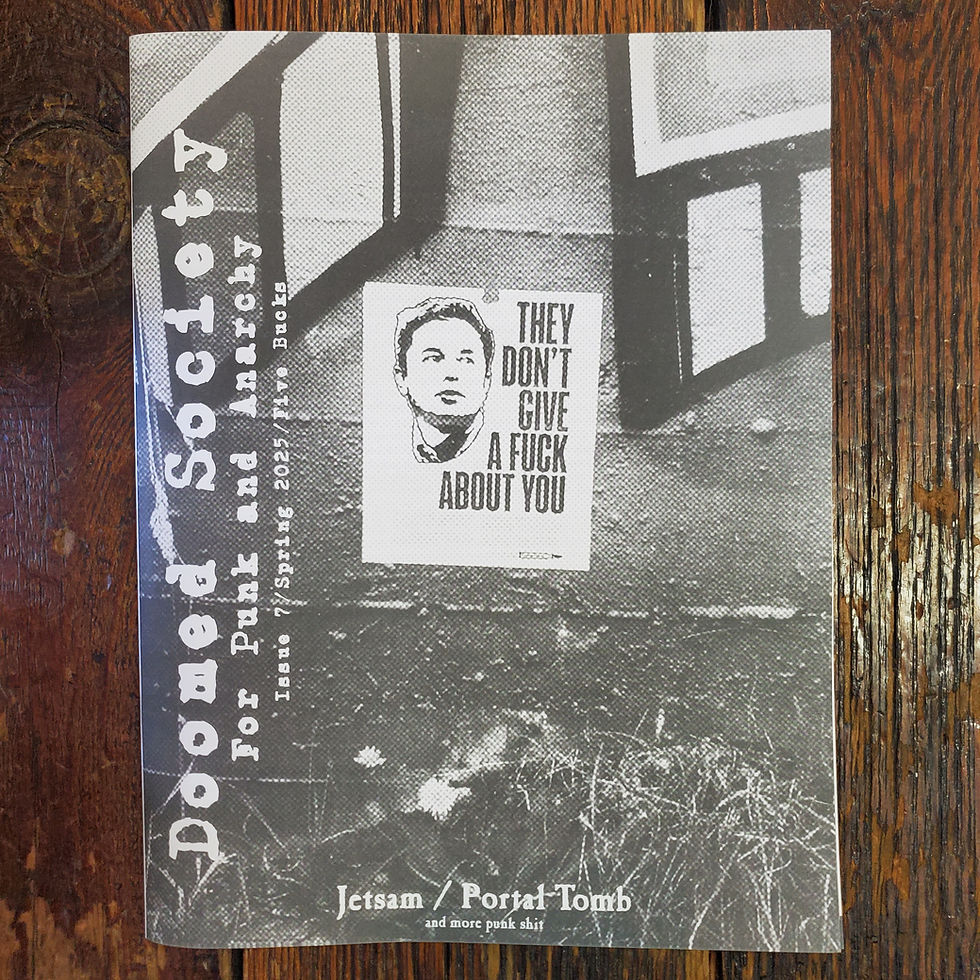 Doomed Society
For Punk and Anarchy
Issue 7/Spring 2025/Five Bucks
THEY
DON'T
GIVE
A FUCK
ABOUT YOU
Jetsam / Portal Tomb
and more punk shit